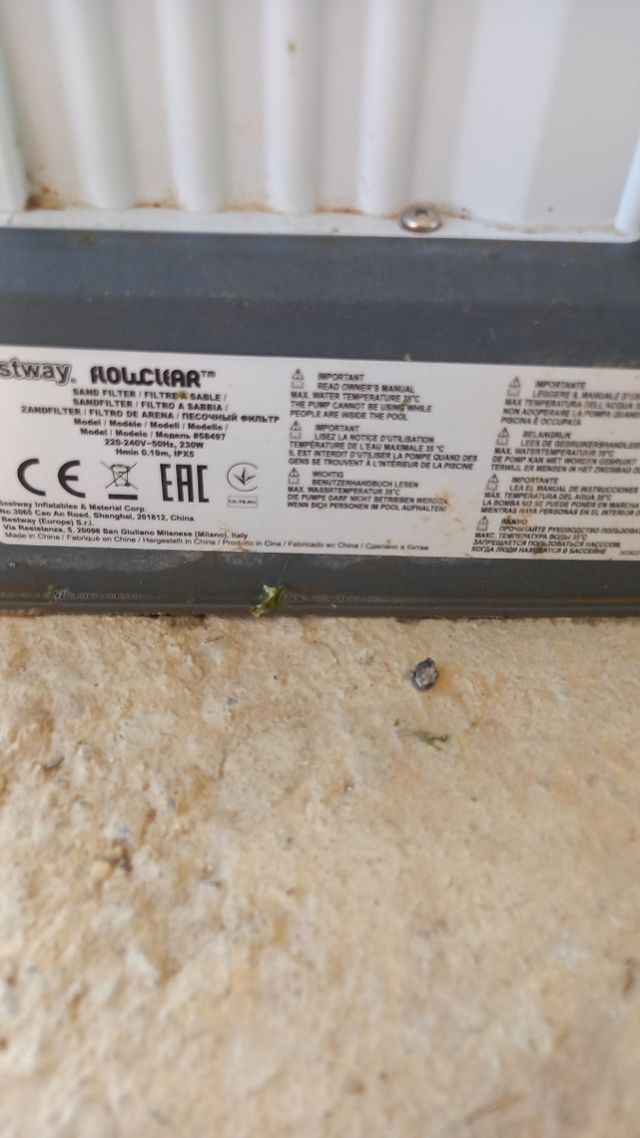 stway® FLOWCLEAR™
SAND FILTER / FILTRE À SABLE /
SANDFILTER / FILTRO A SABBIA /
ZANDFILTER / FILTRO DE ARENA / ПЕСОЧНЫЙ ФИЛЬТР
Model / Modèle / Modell / Modello /
Model / Modelo / Модель #58497
220-240V~50Hz, 230W
Hmin 0.19m, IPX5
CE
EAC
Bestway Inflatables & Material Corp.
No.3065 Cao An Road, Shanghai, 201812, China
Bestway (Europe) S.r.l.
Via Resistenza, 5, 20098 San Giuliano Milanese (Milano), Italy
Made in China / Fabriqué en Chine / Hergestellt in China / Prodotto in Cina / Gefabriceerd in China / Fabricado en China / Сделано в Китае
IMPORTANT
READ OWNER'S MANUAL
MAX. WATER TEMPERATURE 35°C
THE PUMP CANNOT BE USING WHILE
PEOPLE ARE INSIDE THE POOL
IMPORTANT
LISEZ LA NOTICE D'UTILISATION
TEMPÉRATURE DE L'EAU MAXIMALE 35 °C
IL EST INTERDIT D'UTILISER LA POMPE QUAND DES
GENS SE TROUVENT À L'INTÉRIEUR DE LA PISCINE
WICHTIG
BENUTZERHANDBUCH LESEN
MAX. WASSERTEMPERATUR 35°C
DIE PUMPE DARF NICHT BETRIEBEN WERDEN,
WENN SICH PERSONEN IM POOL AUFHALTEN!
IMPORTANTE
LEGGERE IL MANUALE D'US
MAX TEMPERATURA DELL'ACQUA
NON ADOPERARE LA POMPA QUAND
PISCINA È OCCUPATA
BELANGRIJK
LEES DE GEBRUIKERSHANDLEI
MAX. WATERTEMPERATUUR 35°C
DE POMP KAN NIET WORDEN GEBRUIKT
TERWIJL ER MENSEN IN HET ZWEMBAD
IMPORTANTE
LEA EL MANUAL DE INSTRUCCIONES
MAX. TEMPERATURA DEL AGUA 35°C
LA BOMBA NO SE PUEDE PONER EN MARCHA
MIENTRAS HAYA PERSONAS EN EL INTERIOR
ВАЖНО
ПРОЧИТАЙТЕ РУКОВОДСТВО ПОЛЬЗОВА
МАКС. ТЕМПЕРАТУРА ВОДЫ 35°C
ЗАПРЕЩАЕТСЯ ПОЛЬЗОВАТЬСЯ НАСОСОМ,
КОГДА ЛЮДИ НАХОДЯТСЯ В БАССЕЙНЕ